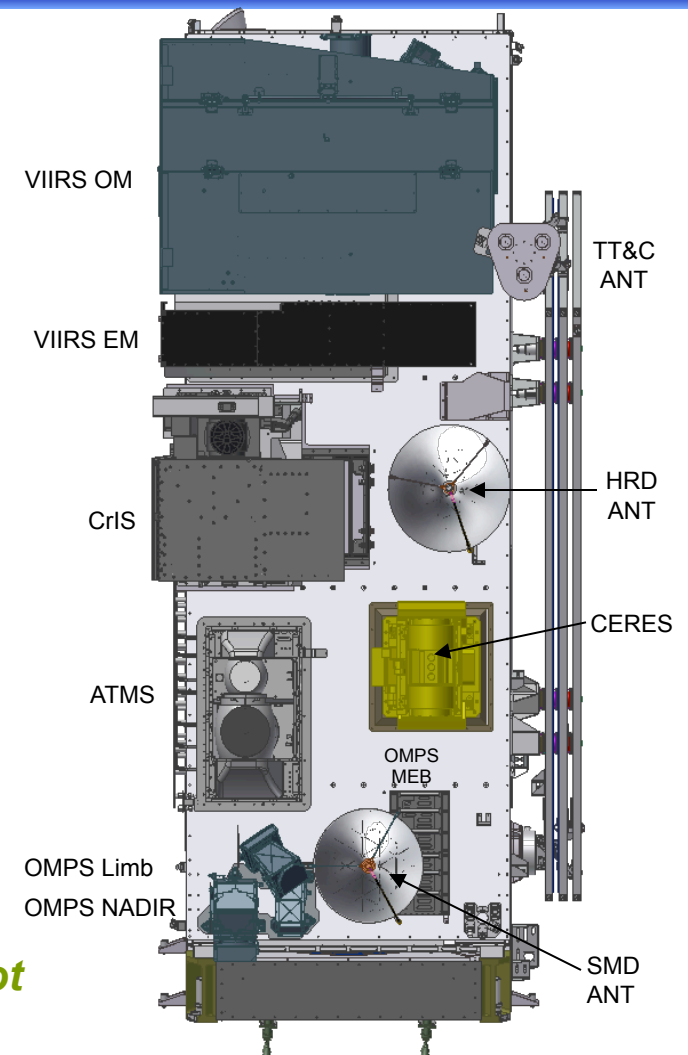 VIIRS OM
TT&C
ANT
VIIRS EM
HRD
ANT
CrIS
CERES
ATMS
OMPS
MEB
OMPS Limb
OMPS NADIR
SMD
ANT